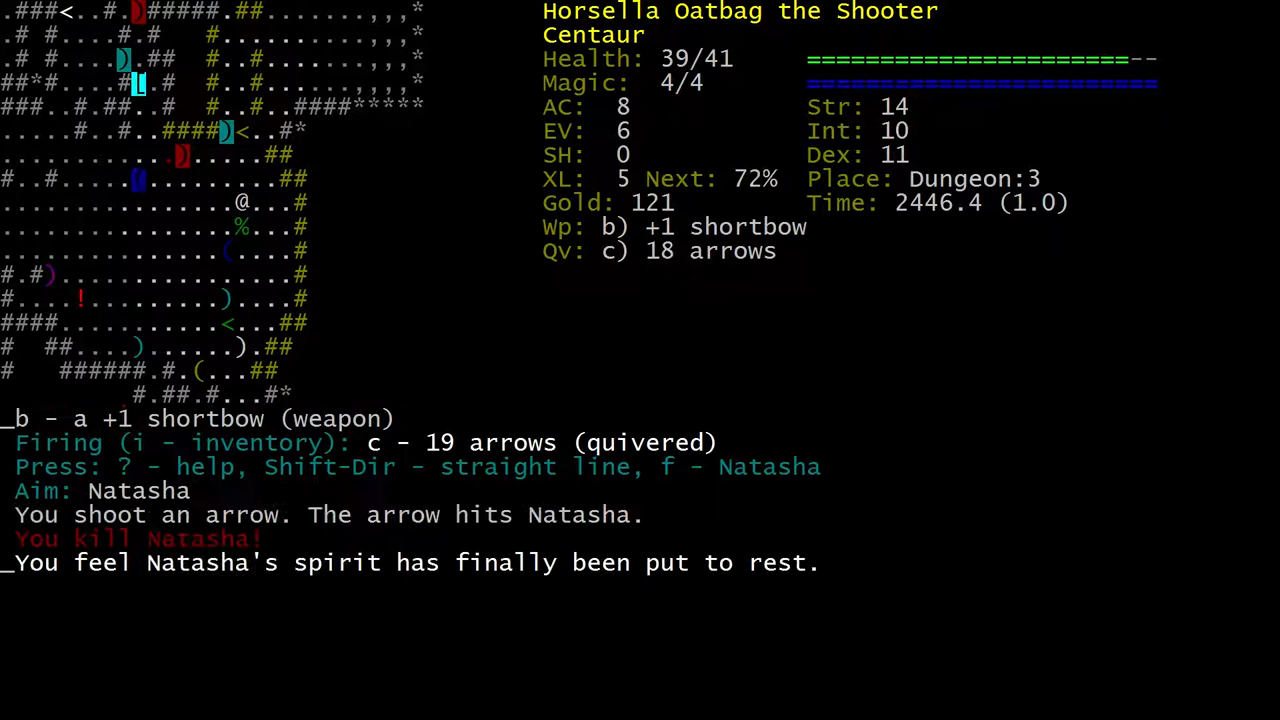 .###<..#.)#####.##.........,,,*
.# #....#.# #..........,,,*
.# #....).## #..#.......,,,*
##*#....#[.# #..#.......,,,*
###..#.##..# #..#..####*****
.....#..#..####)<..#*
............)......##
#..#.....[.........##
................@...#
................%...#
...............(....#
#.#)................#
#....!.........)....#
####...........<...##
# ##....)......).##
# ######.#.(...##
#.##.#...#*
Horsella Oatbag the Shooter
Centaur
Health: 39/41 ======================--
Magic: 4/4 ========================
AC: 8 Str: 14
EV: 6 Int: 10
SH: 0 Dex: 11
XL: 5 Next: 72% Place: Dungeon:3
Gold: 121 Time: 2446.4 (1.0)
Wp: b) +1 shortbow
Qv: c) 18 arrows
_b - a +1 shortbow (weapon)
Firing (i - inventory): c - 19 arrows (quivered)
Press: ? - help, Shift-Dir - straight line, f - Natasha
Aim: Natasha
You shoot an arrow. The arrow hits Natasha.
You kill Natasha!
_You feel Natasha's spirit has finally been put to rest.